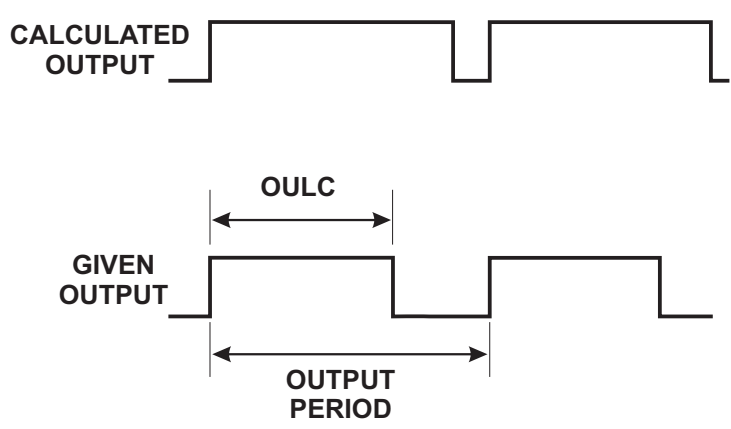 CALCULATED
OUTPUT
OULC
GIVEN
OUTPUT
OUTPUT
PERIOD